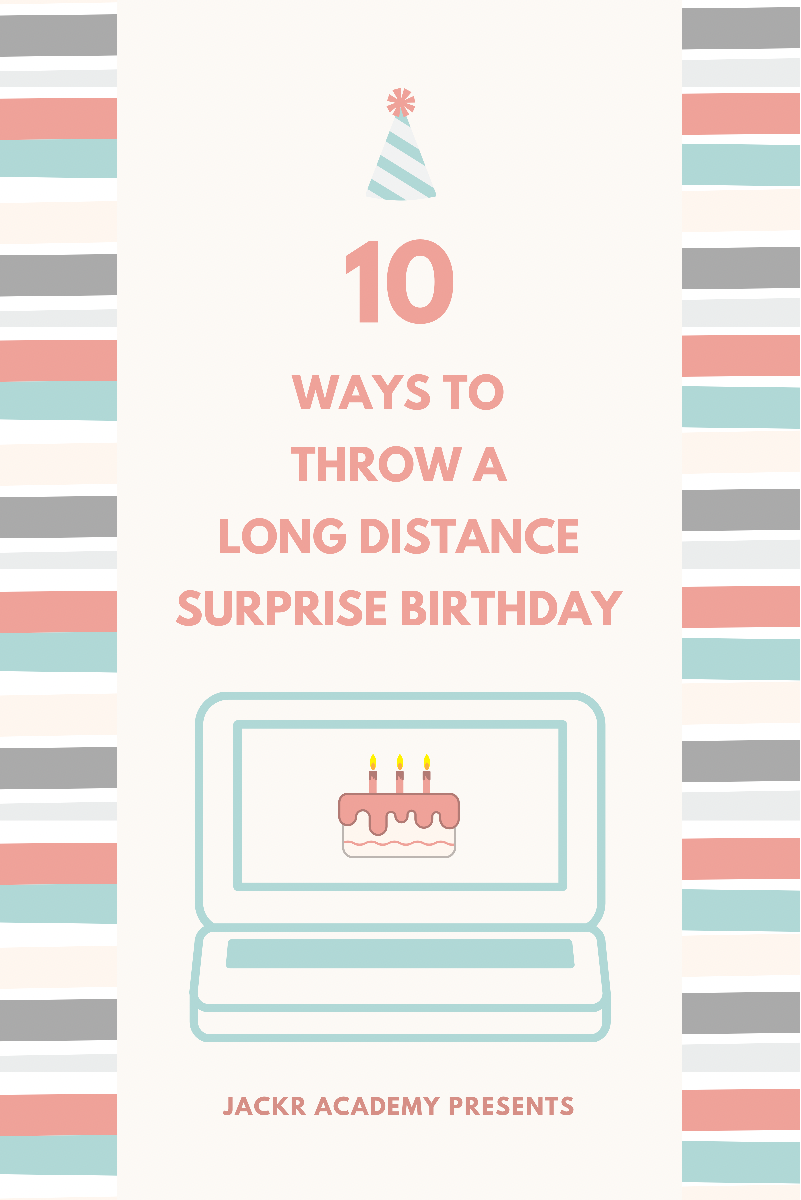 10
WAYS TO
THROW A
LONG DISTANCE
SURPRISE BIRTHDAY
JACKR ACADEMY PRESENTS